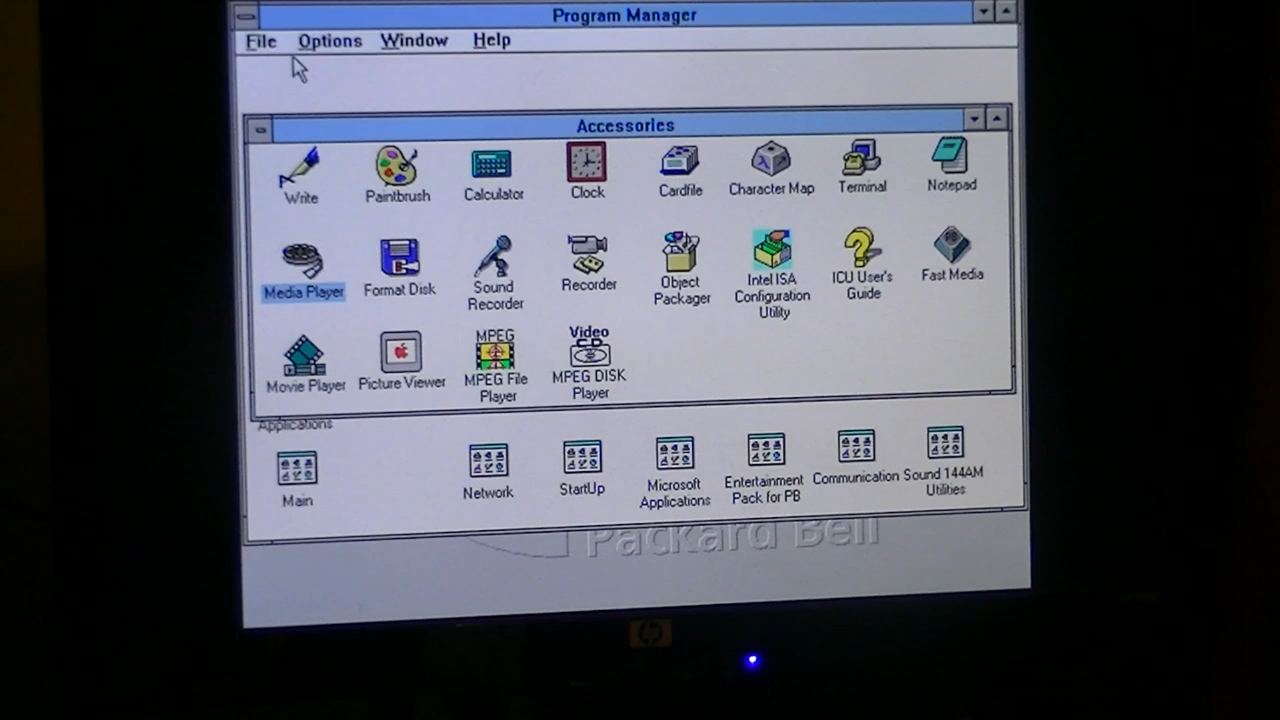 Program Manager
File Options Window Help
Accessories
Write Paintbrush Calculator Clock Cardfile Character Map Terminal Notepad
Media Player Format Disk Sound Recorder Recorder Object Packager Intel ISA Configuration Utility ICU User's Guide Fast Media
Video CD
MPEG
Movie Player Picture Viewer MPEG File Player MPEG DISK Player
Applications
Main Network StartUp Microsoft Applications Entertainment Pack for PB Communication Sound 144AM Utilities
Packard Bell
hp